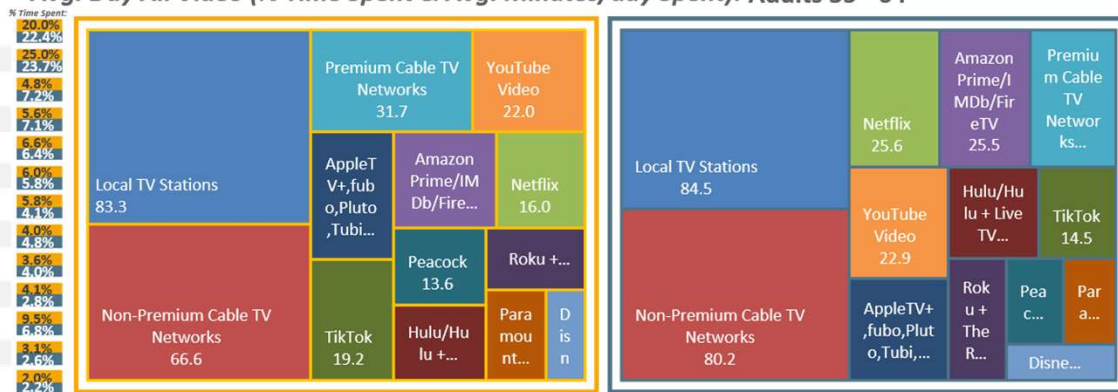 Adults 35 - 64
% Time Spent:
20.0%
22.4%
25.0%
23.7%
4.8%
7.2%
5.6%
7.1%
6.6%
6.4%
6.0%
5.8%
5.8%
4.1%
4.0%
4.8%
3.6%
4.0%
4.1%
2.8%
9.5%
6.8%
3.1%
2.6%
2.0%
2.2%
Local TV Stations
83.3
Non-Premium Cable TV
Networks
66.6
Premium Cable TV
Networks
31.7
YouTube
Video
22.0
AppleT
V+,fub
o,Pluto
,Tubi...
Amazon
Prime/IM
Db/Fire...
Netflix
16.0
TikTok
19.2
Peacock
13.6
Roku +...
Hulu/Hu
lu +...
Para
mou
nt...
D
is
n
Local TV Stations
84.5
Non-Premium Cable TV
Networks
80.2
Netflix
25.6
Amazon
Prime/I
MDb/Fir
eTV
25.5
Premiu
m Cable
TV
Networ
ks...
YouTube
Video
22.9
Hulu/Hu
lu + Live
TV...
TikTok
14.5
AppleTV+
,fubo,Plut
o,Tubi,...
Rok
u +
The
R...
Pea
c...
Par
a...
Disne...